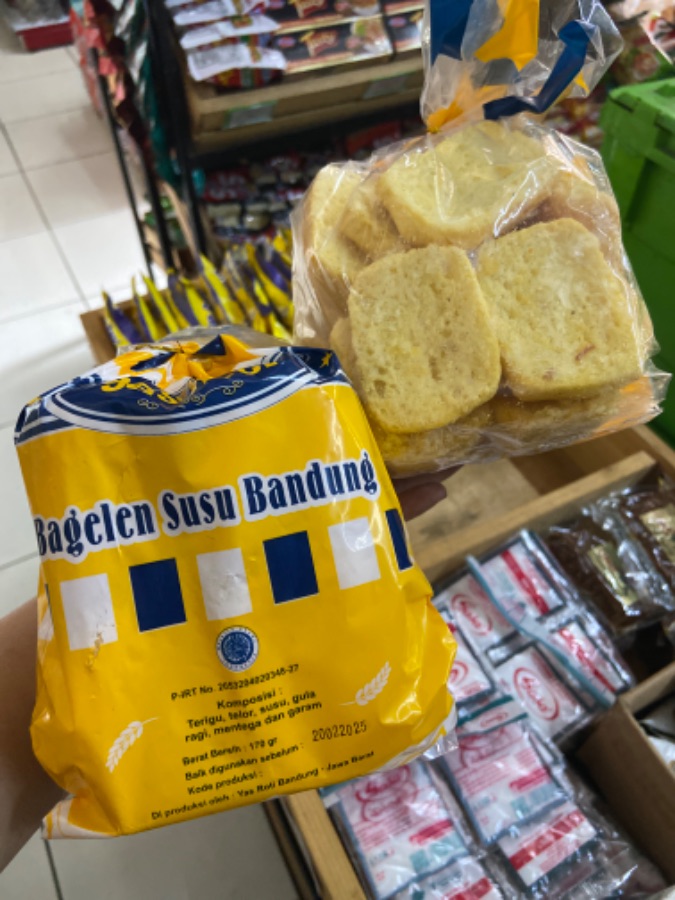 Bagelen Susu Bandung
P-IRT No. 2053204020348-27
Komposisi :
Terigu, telor, susu, gula
ragi, mentega dan garam
Berat Bersih : 170 gr
Baik digunakan sebelum : 20022025
Kode produksi :
Di produksi oleh : Yas Roti Bandung - Jawa Barat